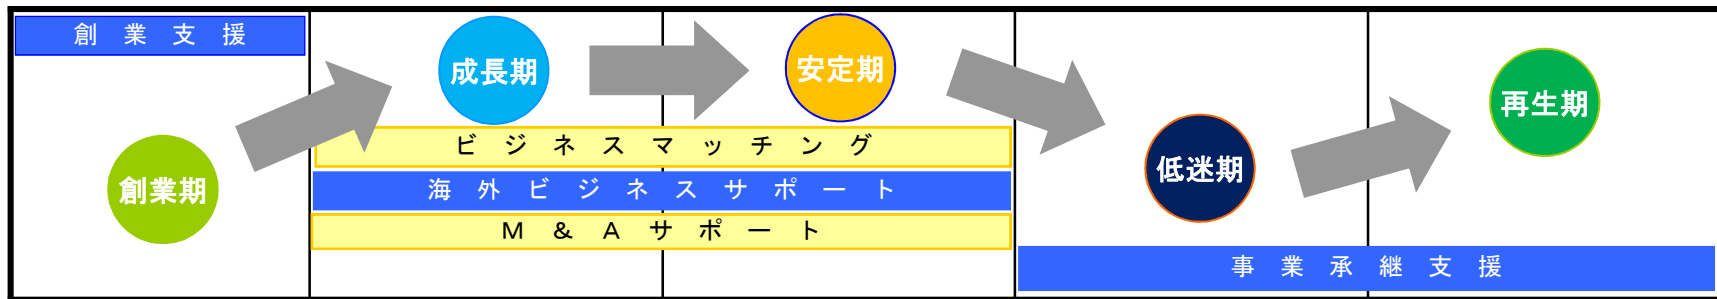 創業支援
成長期
安定期
再生期
ビジネスマッチング
創業期
海外ビジネスサポート
低迷期
M&Aサポート
事業承継支援